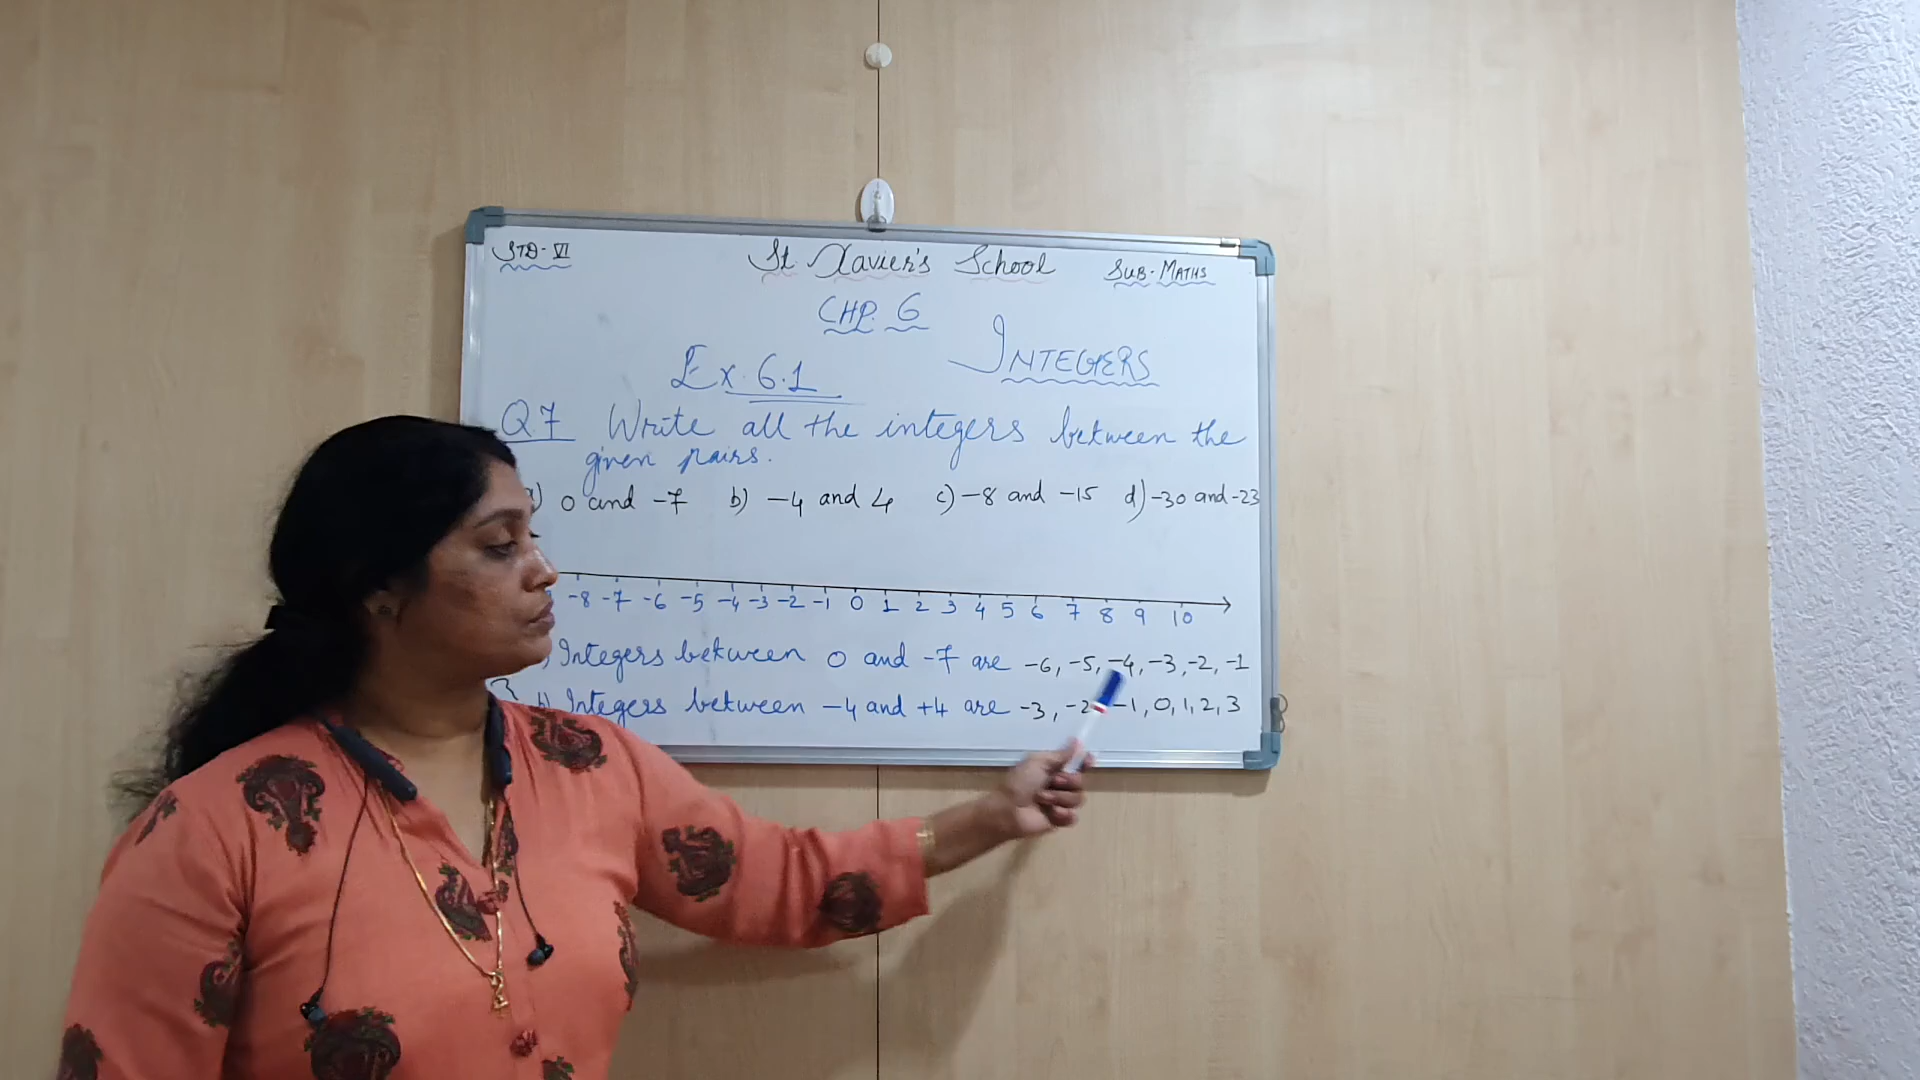 STD-VI St Xavier's School SUB-MATHS
CHP. 6
Ex. 6.1 INTEGERS
Q.7 Write all the integers between the
given pairs.
) 0 and -7 b) -4 and 4 c) -8 and -15 d) -30 and -23
-8 -7 -6 -5 -4 -3 -2 -1 0 1 2 3 4 5 6 7 8 9 10
) Integers between 0 and -7 are -6, -5, -4, -3, -2, -1
b) Integers between -4 and +4 are -3, -2, -1, 0, 1, 2, 3